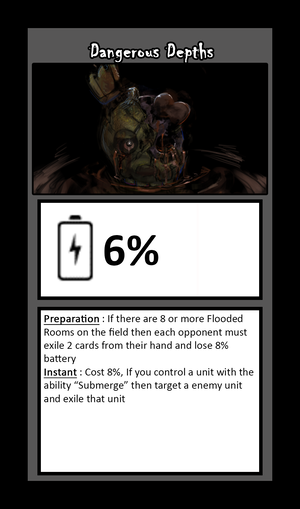 Dangerous Depths
6%
Preparation : If there are 8 or more Flooded
Rooms on the field then each opponent must
exile 2 cards from their hand and lose 8%
battery
Instant : Cost 8%, If you control a unit with the
ability “Submerge” then target a enemy unit
and exile that unit